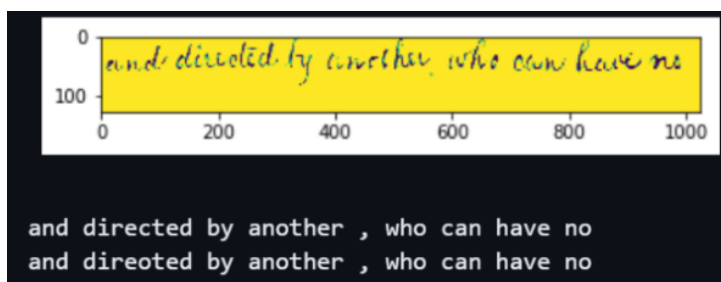 0
and directed by another, who can have no
100
0 200 400 600 800 1000
and directed by another , who can have no
and direoted by another , who can have no